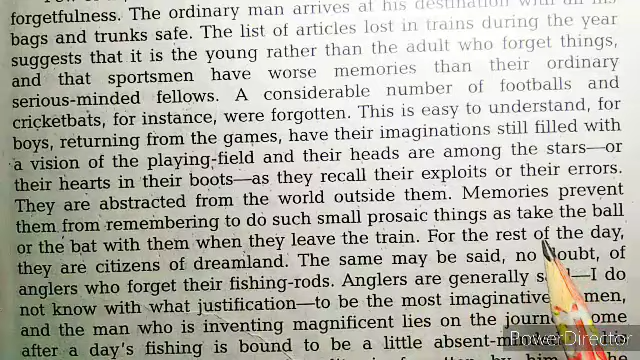 forgetfulness. The ordinary man arrives at his destination with all his
bags and trunks safe. The list of articles lost in trains during the year
suggests that it is the young rather than the adult who forget things,
and that sportsmen have worse memories than their ordinary
serious-minded fellows. A considerable number of footballs and
cricketbats, for instance, were forgotten. This is easy to understand, for
boys, returning from the games, have their imaginations still filled with
a vision of the playing-field and their heads are among the stars—or
their hearts in their boots—as they recall their exploits or their errors.
They are abstracted from the world outside them. Memories prevent
them from remembering to do such small prosaic things as take the ball
or the bat with them when they leave the train. For the rest of the day,
they are citizens of dreamland. The same may be said, no doubt, of
anglers who forget their fishing-rods. Anglers are generally —I do
not know with what justification—to be the most imaginative men,
and the man who is inventing magnificent lies on the journ ome
after a day's fishing is bound to be a little absent-mind
by him
PowerDirector